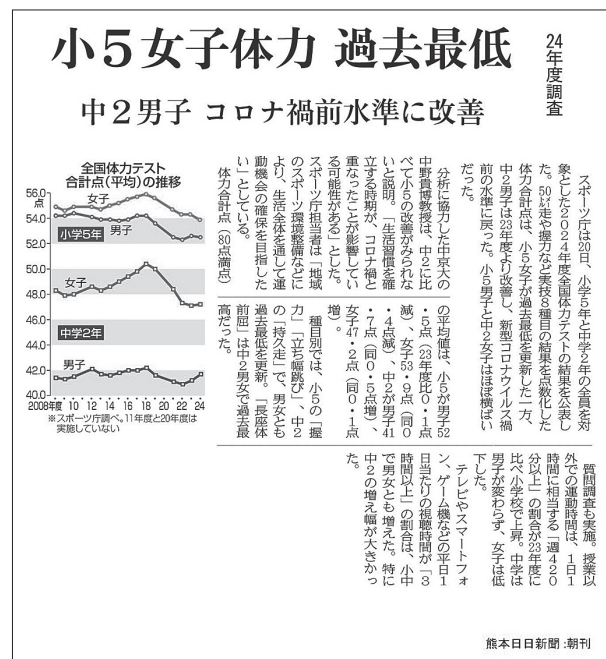 小5女子体力 過去最低
24年度調査
中2男子 コロナ禍前水準に改善
スポーツ庁は20日、小学5年と中学2年の全員を対
象とした2024年度全国体力テストの結果を公表し
た。50㍍走や握力など実技8種目の結果を点数化した
体力合計点は、小5女子が過去最低を更新した一方、
中2男子は23年度より改善し、新型コロナウイルス禍
前の水準に戻った。小5男子と中2女子はほぼ横ばい
だった。
分析に協力した中京大の
中野貴博教授は、中2に比
べて小5の改善がみられな
いと説明。「生活習慣を確
立する時期が、コロナ禍と
重なったことが影響してい
る可能性がある」とした。
スポーツ庁担当者は「地域
のスポーツ環境整備などに
より、生活全体を通して運
動機会の確保を目指した
い」としている。
体力合計点（80点満点）
の平均値は、小5が男子52
・5点（23年度比0・1点
減）、女子53・9点（同0
・4点減）、中2が男子41
・7点（同0・5点増）、
女子47・2点（同0・1点
増）。
種目別では、小5の「握
力」「立ち幅跳び」、中2
の「持久走」で、男女とも
過去最低を更新。「長座体
前屈」は中2男女で過去最
高だった。
質問調査も実施。授業以
外での運動時間は、1日1
時間に相当する「週420
分以上」の割合が23年度に
比べ小学校で上昇。中学は
男子が変わらず、女子は低
下した。
テレビやスマートフォ
ン、ゲーム機などの平日1
日当たりの視聴時間が「3
時間以上」の割合は、小中
で男女とも増えた。特に
中2の増え幅が大きかっ
た。
全国体力テスト
合計点(平均)の推移
56.0
点
女子
54.0
小学5年
男子
52.0
50.0
女子
48.0
46.0
中学2年
44.0
男子
42.0
40.0
2008年度 10 12 14 16 18 20 22 24
※スポーツ庁調べ。11年度と20年度は
実施していない
熊本日日新聞:朝刊